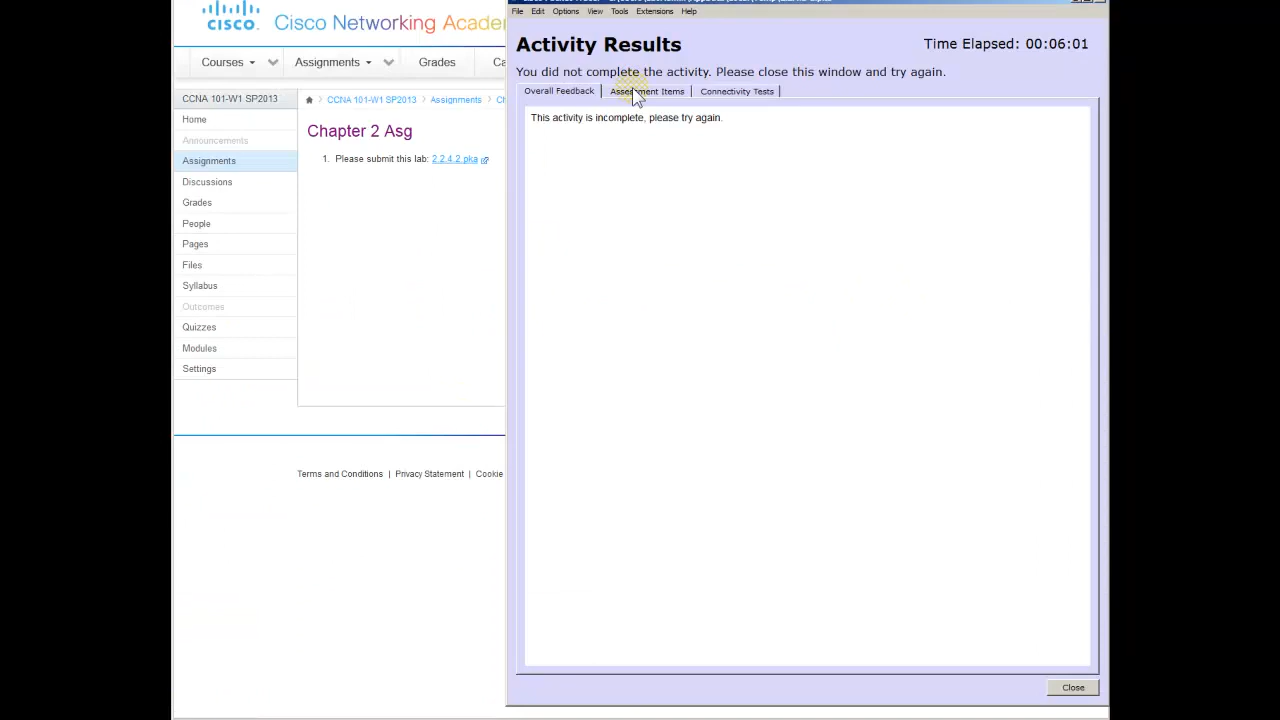 CISCO
Cisco Networking Acade
Courses
Assignments
Grades
Ca
CCNA 101-W1 SP2013
Home
Announcements
Assignments
Discussions
Grades
People
Pages
Files
Syllabus
Outcomes
Quizzes
Modules
Settings
CCNA 101-W1 SP2013
Assignments
Ch
Chapter 2 Asg
1. Please submit this lab: 2.2.4.2.pka
Terms and Conditions | Privacy Statement | Cookie
File Edit Options View Tools Extensions Help
Activity Results
Time Elapsed: 00:06:01
You did not complete the activity. Please close this window and try again.
Overall Feedback
Assessment Items
Connectivity Tests
This activity is incomplete, please try again.
Close